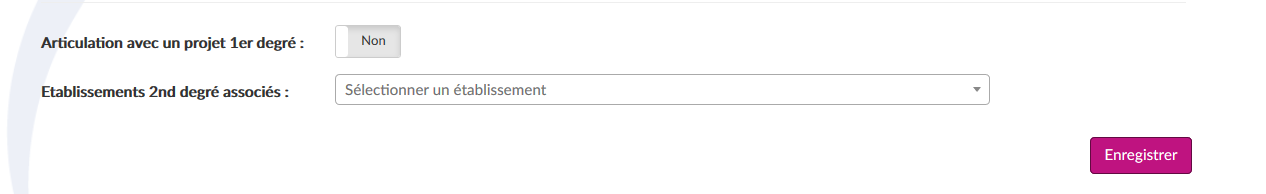 Articulation avec un projet 1er degré :
Non
Etablissements 2nd degré associés :
Sélectionner un établissement
Enregistrer